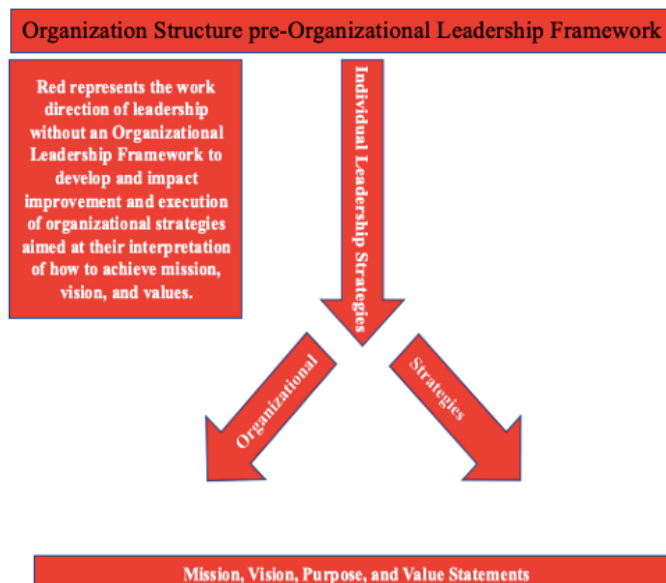 Organization Structure pre-Organizational Leadership Framework
Red represents the work
direction of leadership
without an Organizational
Leadership Framework to
develop and impact
improvement and execution
of organizational strategies
aimed at their interpretation
of how to achieve mission,
vision, and values.
Individual Leadership Strategies
Organizational
Strategies
Mission, Vision, Purpose, and Value Statements